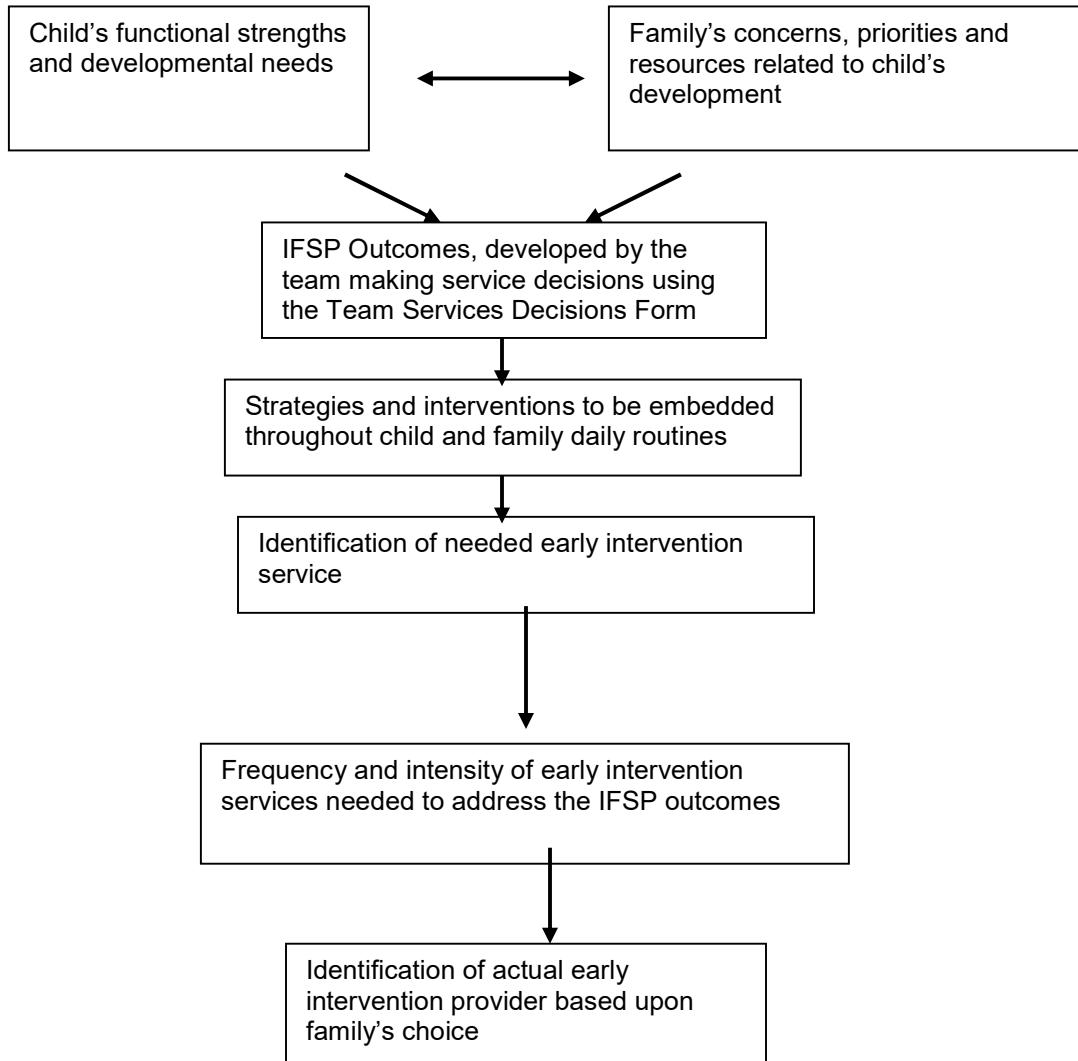 Child’s functional strengths
and developmental needs
Family’s concerns, priorities and
resources related to child’s
development
IFSP Outcomes, developed by the
team making service decisions using
the Team Services Decisions Form
Strategies and interventions to be embedded
throughout child and family daily routines
Identification of needed early intervention
service
Frequency and intensity of early intervention
services needed to address the IFSP outcomes
Identification of actual early
intervention provider based upon
family’s choice